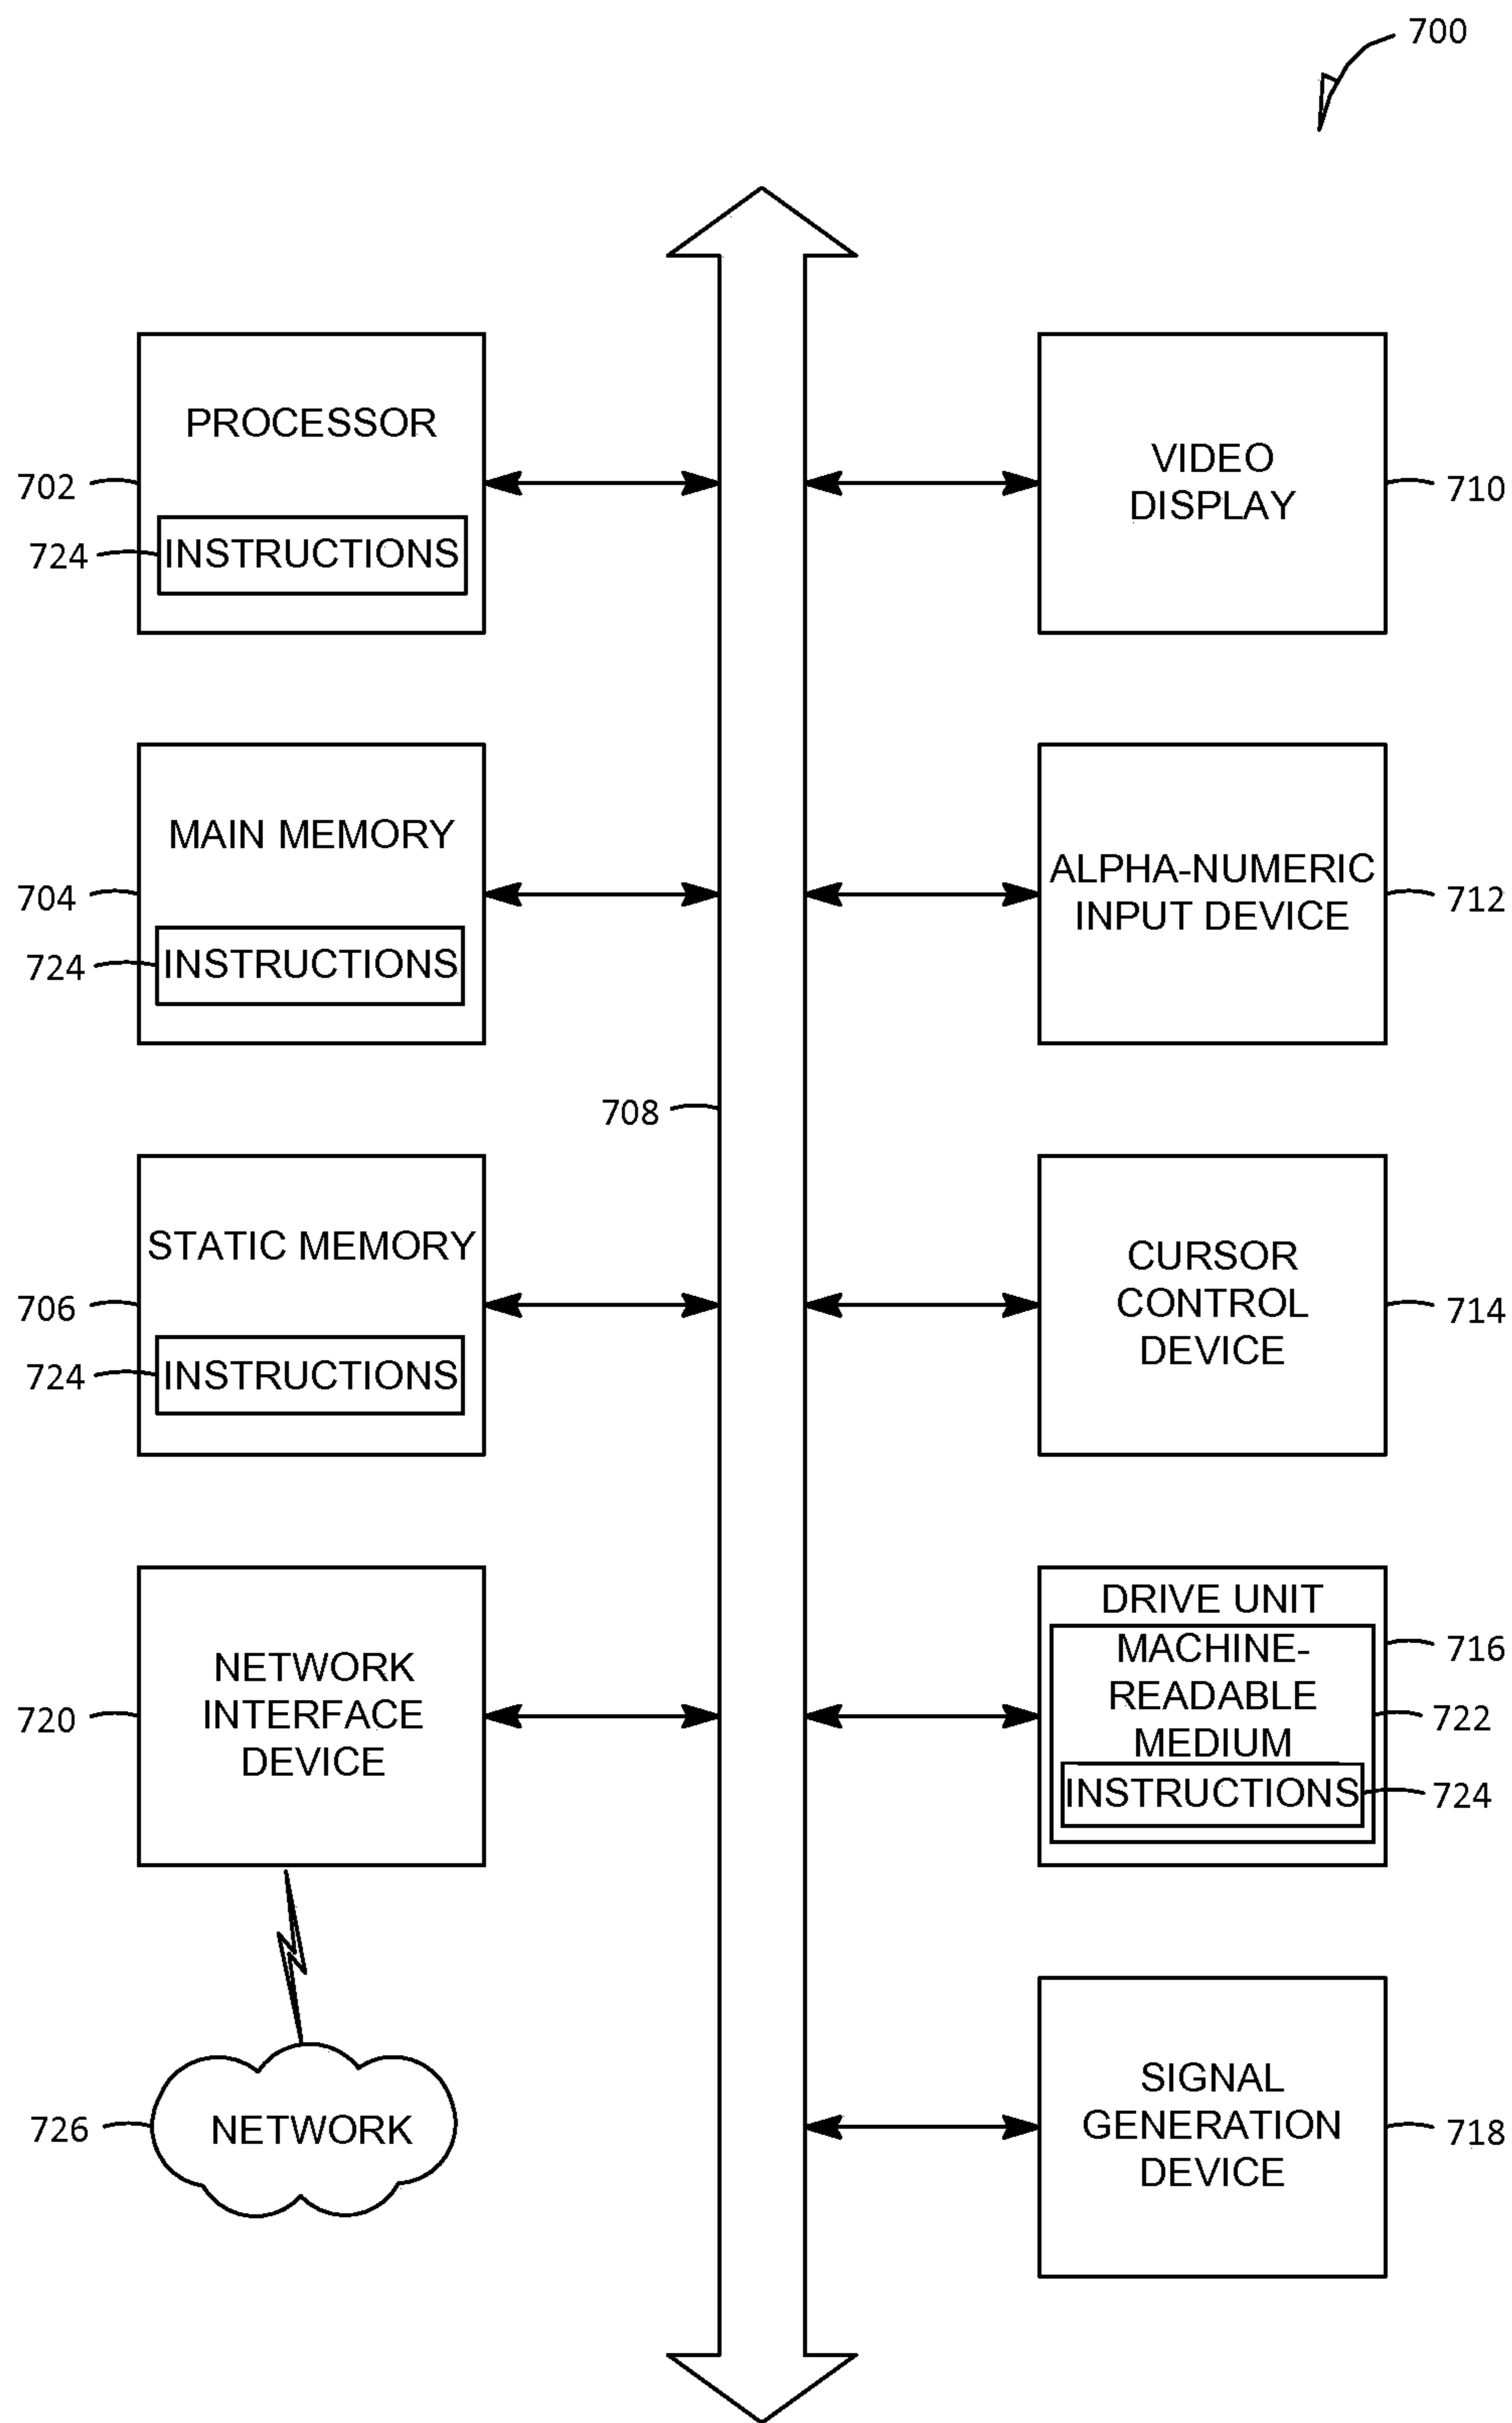 700
PROCESSOR
702
724
INSTRUCTIONS
VIDEO
DISPLAY
710
MAIN MEMORY
704
724
INSTRUCTIONS
ALPHA-NUMERIC
INPUT DEVICE
712
708
STATIC MEMORY
706
724
INSTRUCTIONS
CURSOR
CONTROL
DEVICE
714
NETWORK
INTERFACE
DEVICE
720
DRIVE UNIT
716
MACHINE-
READABLE
MEDIUM
722
INSTRUCTIONS
724
726
NETWORK
SIGNAL
GENERATION
DEVICE
718